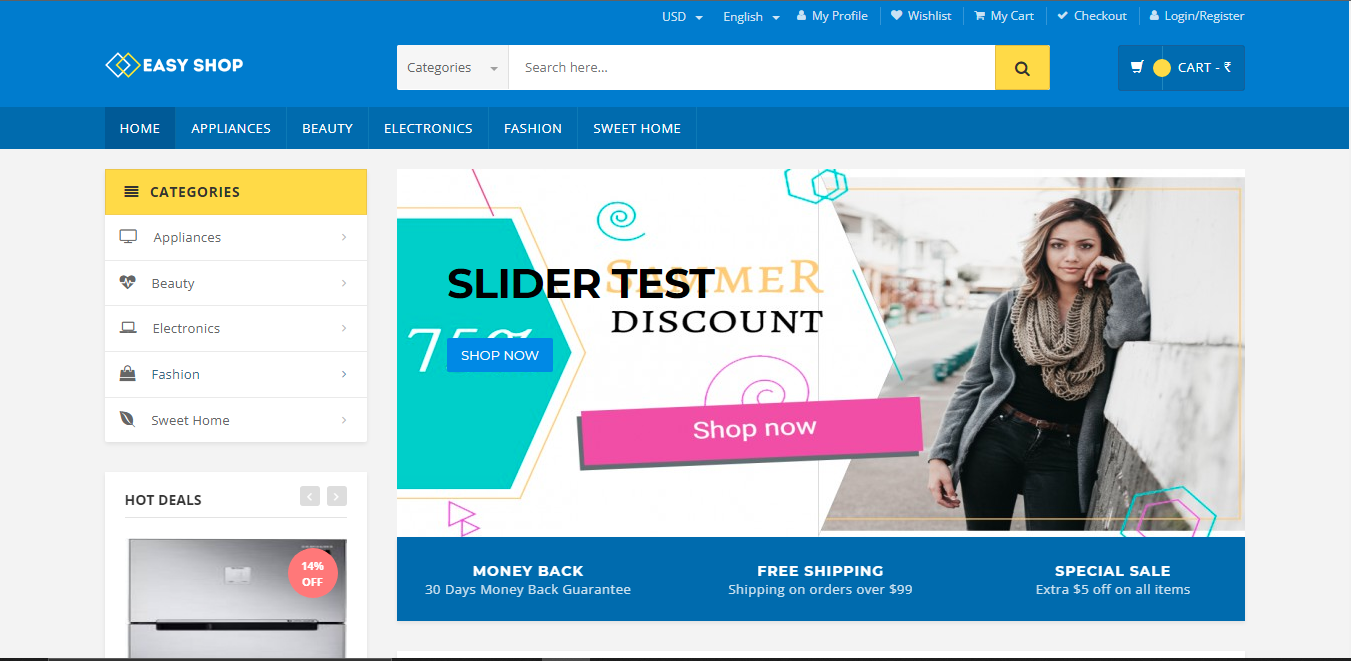 USD English My Profile Wishlist My Cart Checkout Login/Register
EASY SHOP
Categories Search here...
CART - ₹
HOME APPLIANCES BEAUTY ELECTRONICS FASHION SWEET HOME
CATEGORIES
Appliances
Beauty
Electronics
Fashion
Sweet Home
HOT DEALS
14%
OFF
SAMMER
SLIDER TEST
DISCOUNT
75%
SHOP NOW
Shop now
MONEY BACK
30 Days Money Back Guarantee
FREE SHIPPING
Shipping on orders over $99
SPECIAL SALE
Extra $5 off on all items